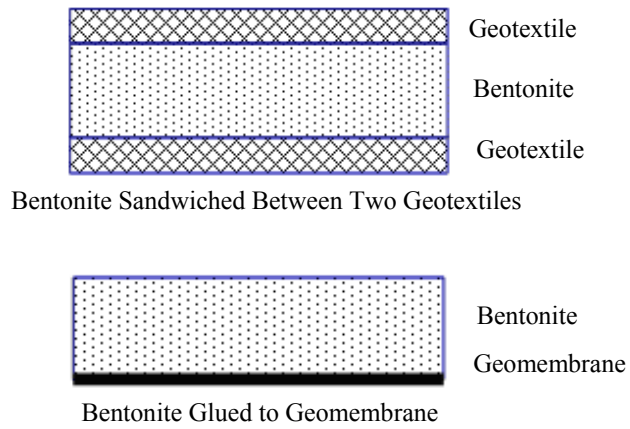 Geotextile
Bentonite
Geotextile
Bentonite Sandwiched Between Two Geotextiles
Bentonite
Geomembrane
Bentonite Glued to Geomembrane